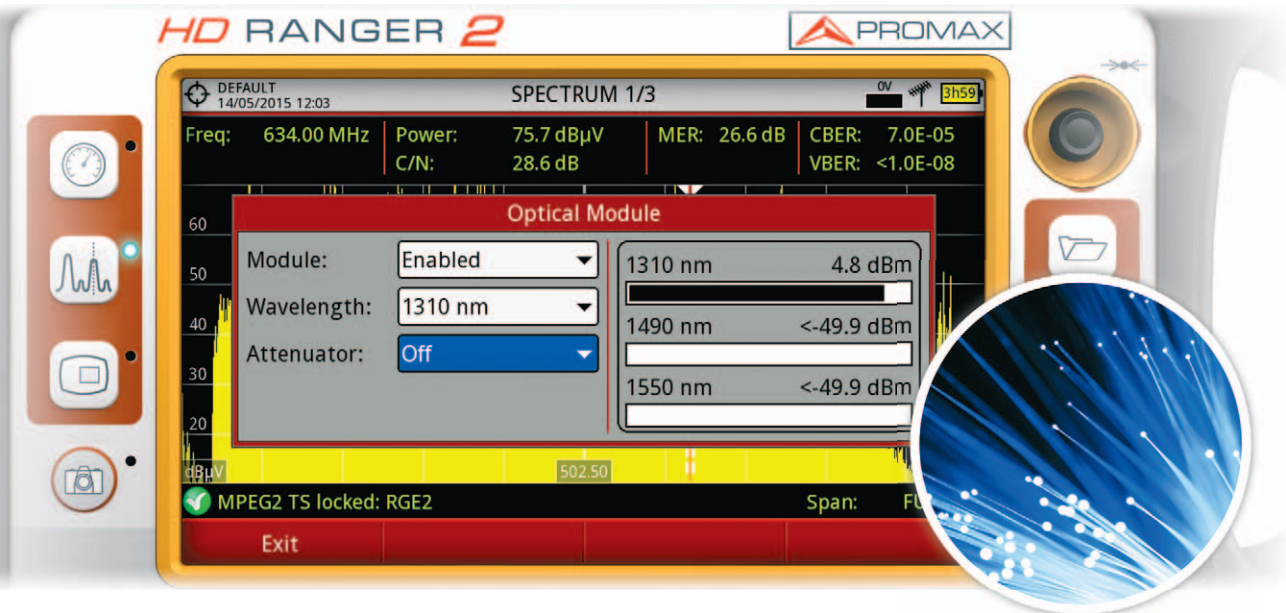 HD RANGER 2
PROMAX
DEFAULT
14/05/2015 12:03
SPECTRUM 1/3
0V
3h59
Freq: 634.00 MHz
Power: 75.7 dBµV
MER: 26.6 dB
CBER: 7.0E-05
C/N: 28.6 dB
VBER: <1.0E-08
Optical Module
60
50
40
30
20
Module: Enabled
Wavelength: 1310 nm
Attenuator: Off
1310 nm 4.8 dBm
1490 nm <-49.9 dBm
1550 nm <-49.9 dBm
dBµV
502.50
MPEG2 TS locked: RGE2
Span:
Exit